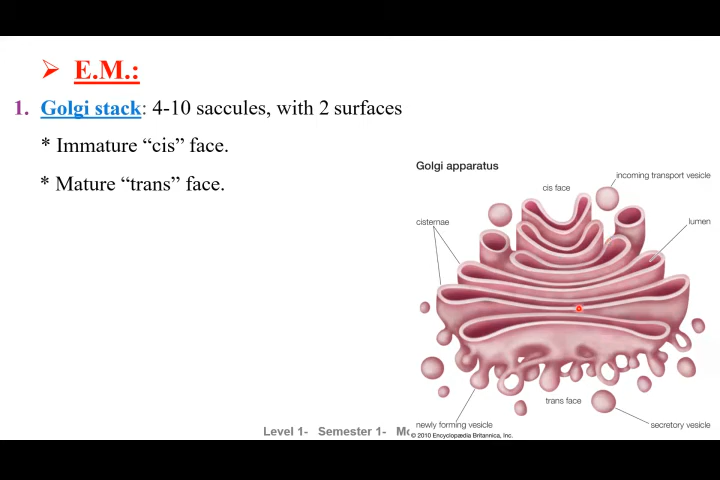 ➢ E.M.:
1. Golgi stack: 4-10 saccules, with 2 surfaces
* Immature “cis” face.
* Mature “trans” face.
Golgi apparatus
incoming transport vesicle
cis face
cisternae
lumen
trans face
newly forming vesicle
secretory vesicle
Level 1- Semester 1-
© 2010 Encyclopædia Britannica, Inc.